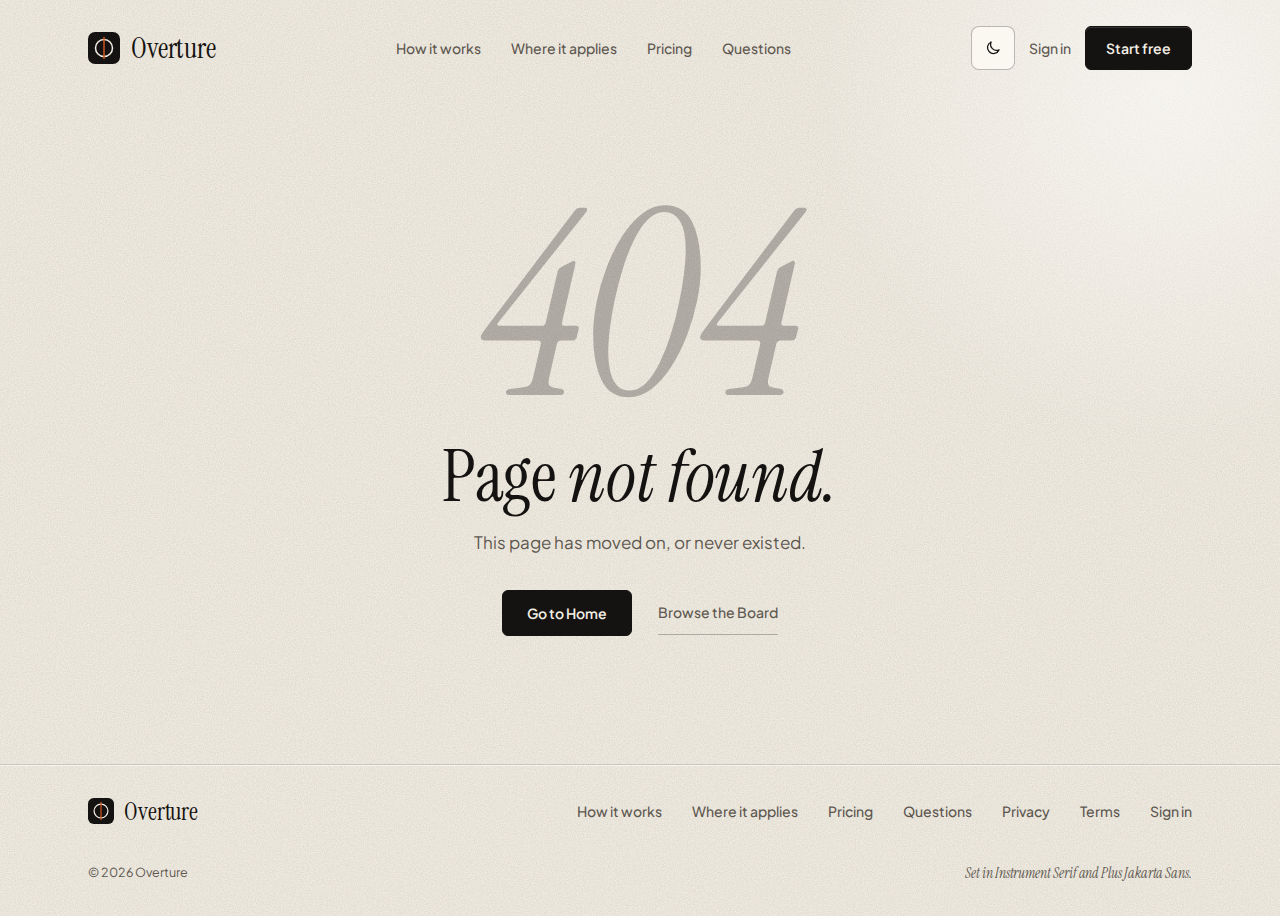 Overture
How it works
Where it applies
Pricing
Questions
Sign in
Start free
404
Page not found.
This page has moved on, or never existed.
Go to Home
Browse the Board
Overture
How it works
Where it applies
Pricing
Questions
Privacy
Terms
Sign in
© 2026 Overture
Set in Instrument Serif and Plus Jakarta Sans.